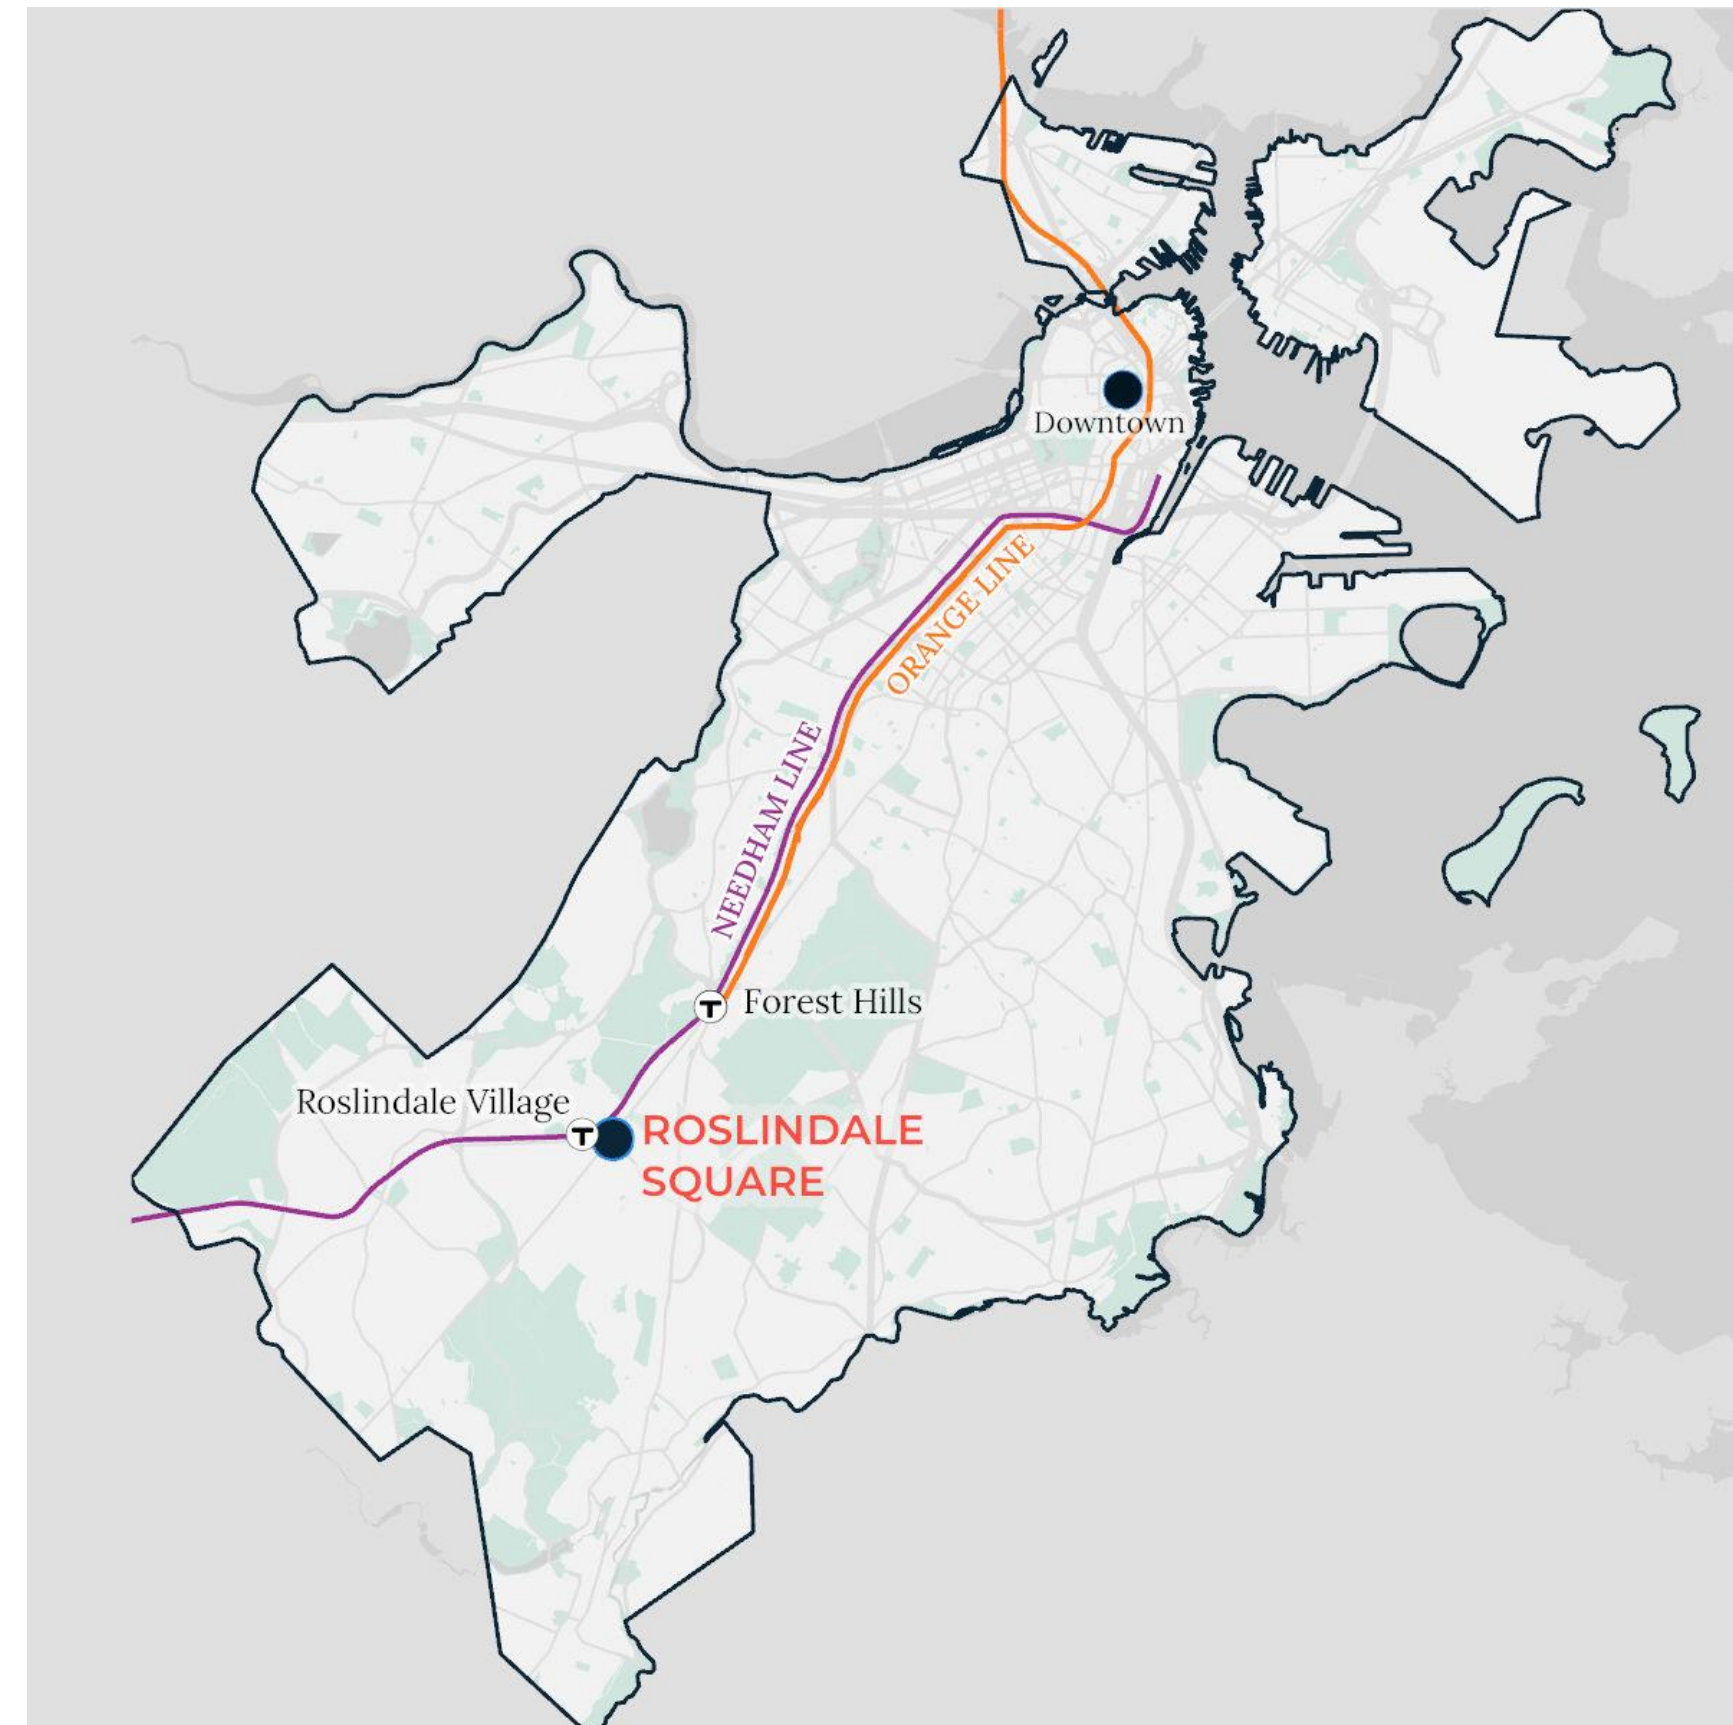 Downtown
ORANGE LINE
NEEDHAM LINE
T
Forest Hills
Roslindale Village
T
ROSLINDALE
SQUARE